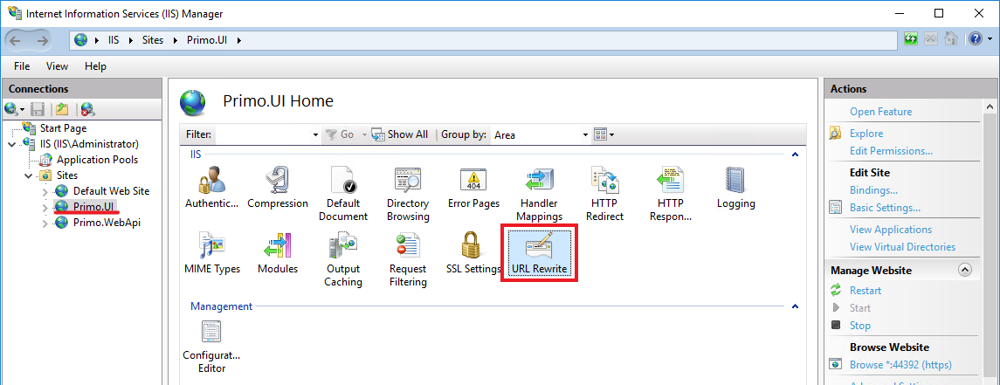 Internet Information Services (IIS) Manager
IIS Sites Primo.UI
File View Help
Connections
Start Page
IIS (IIS\Administrator)
Application Pools
Sites
Default Web Site
Primo.UI
Primo.WebApi
Primo.UI Home
Filter: Go Show All Group by: Area
IIS
Authentic... Compression Default Document Directory Browsing Error Pages Handler Mappings HTTP Redirect HTTP Respon... Logging
404
MIME Types Modules Output Caching Request Filtering SSL Settings URL Rewrite
Management
Configurat... Editor
Actions
Open Feature
Explore
Edit Permissions...
Edit Site
Bindings...
Basic Settings...
View Applications
View Virtual Directories
Manage Website
Restart
Start
Stop
Browse Website
Browse *:44392 (https)